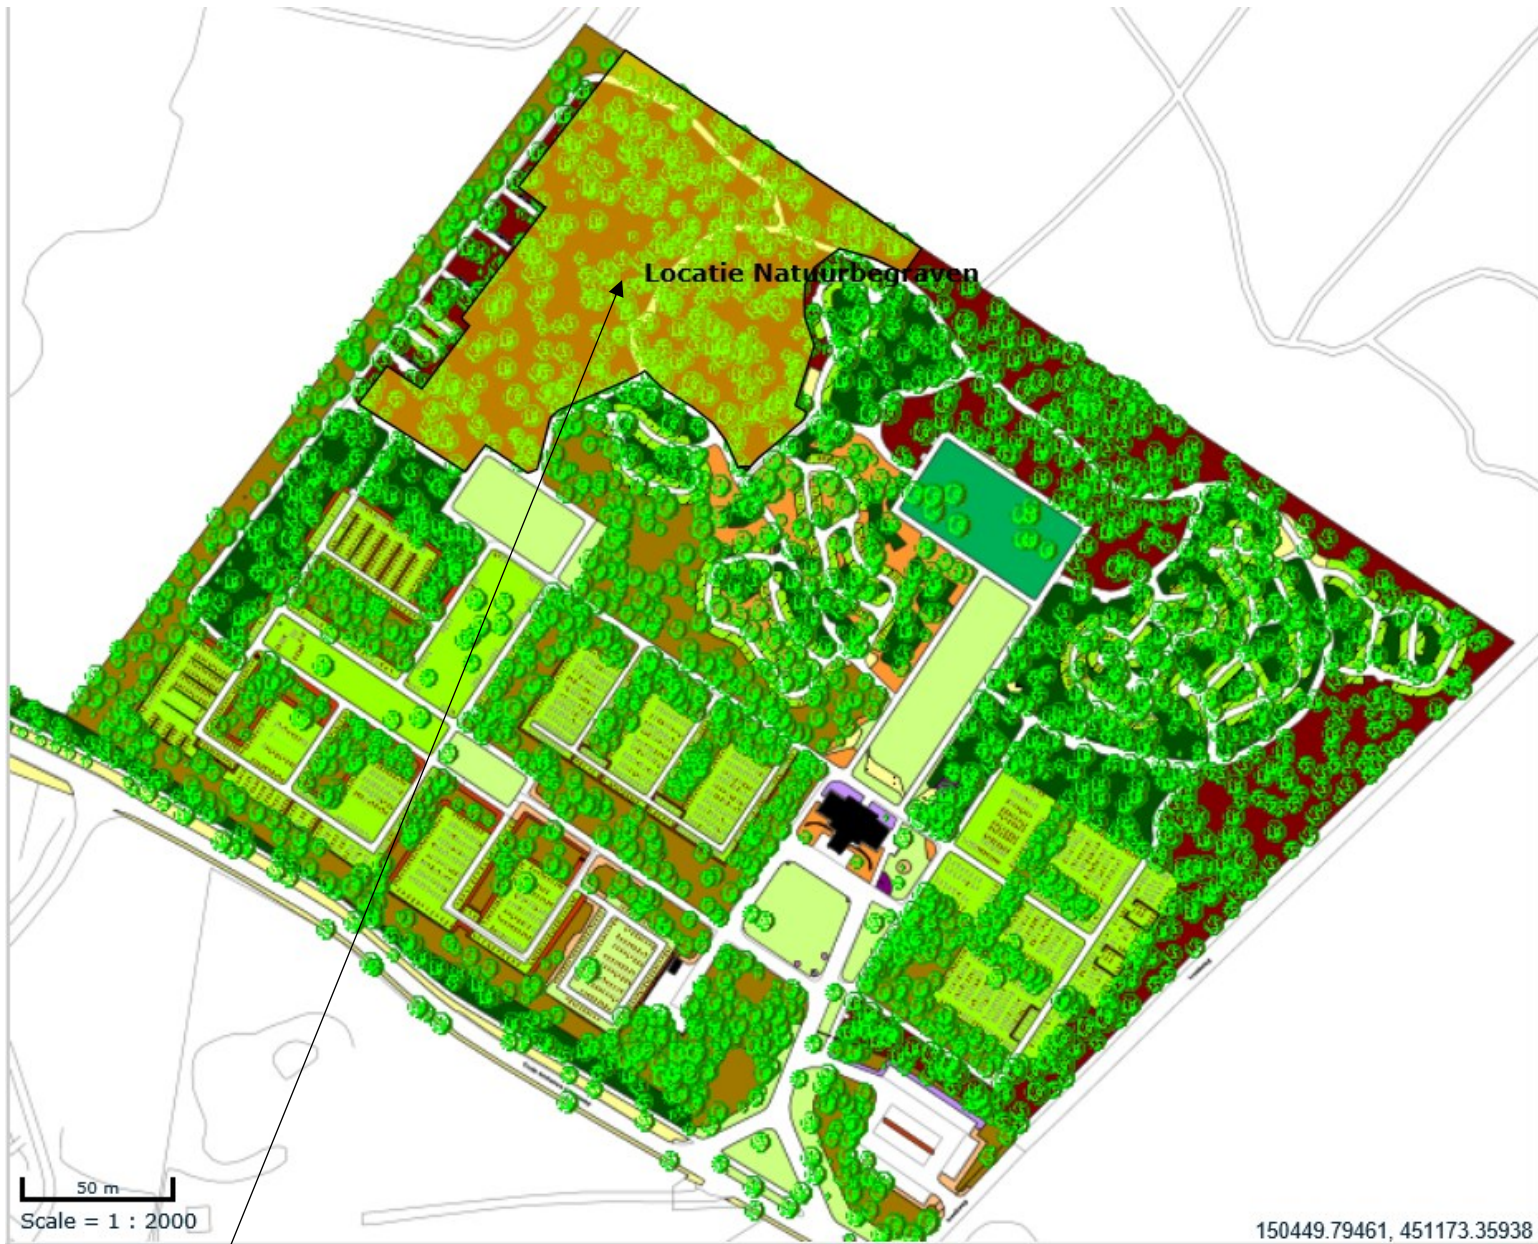 Locatie Natuurbegraven
50 m
Scale = 1 : 2000
150449.79461, 451173.35938